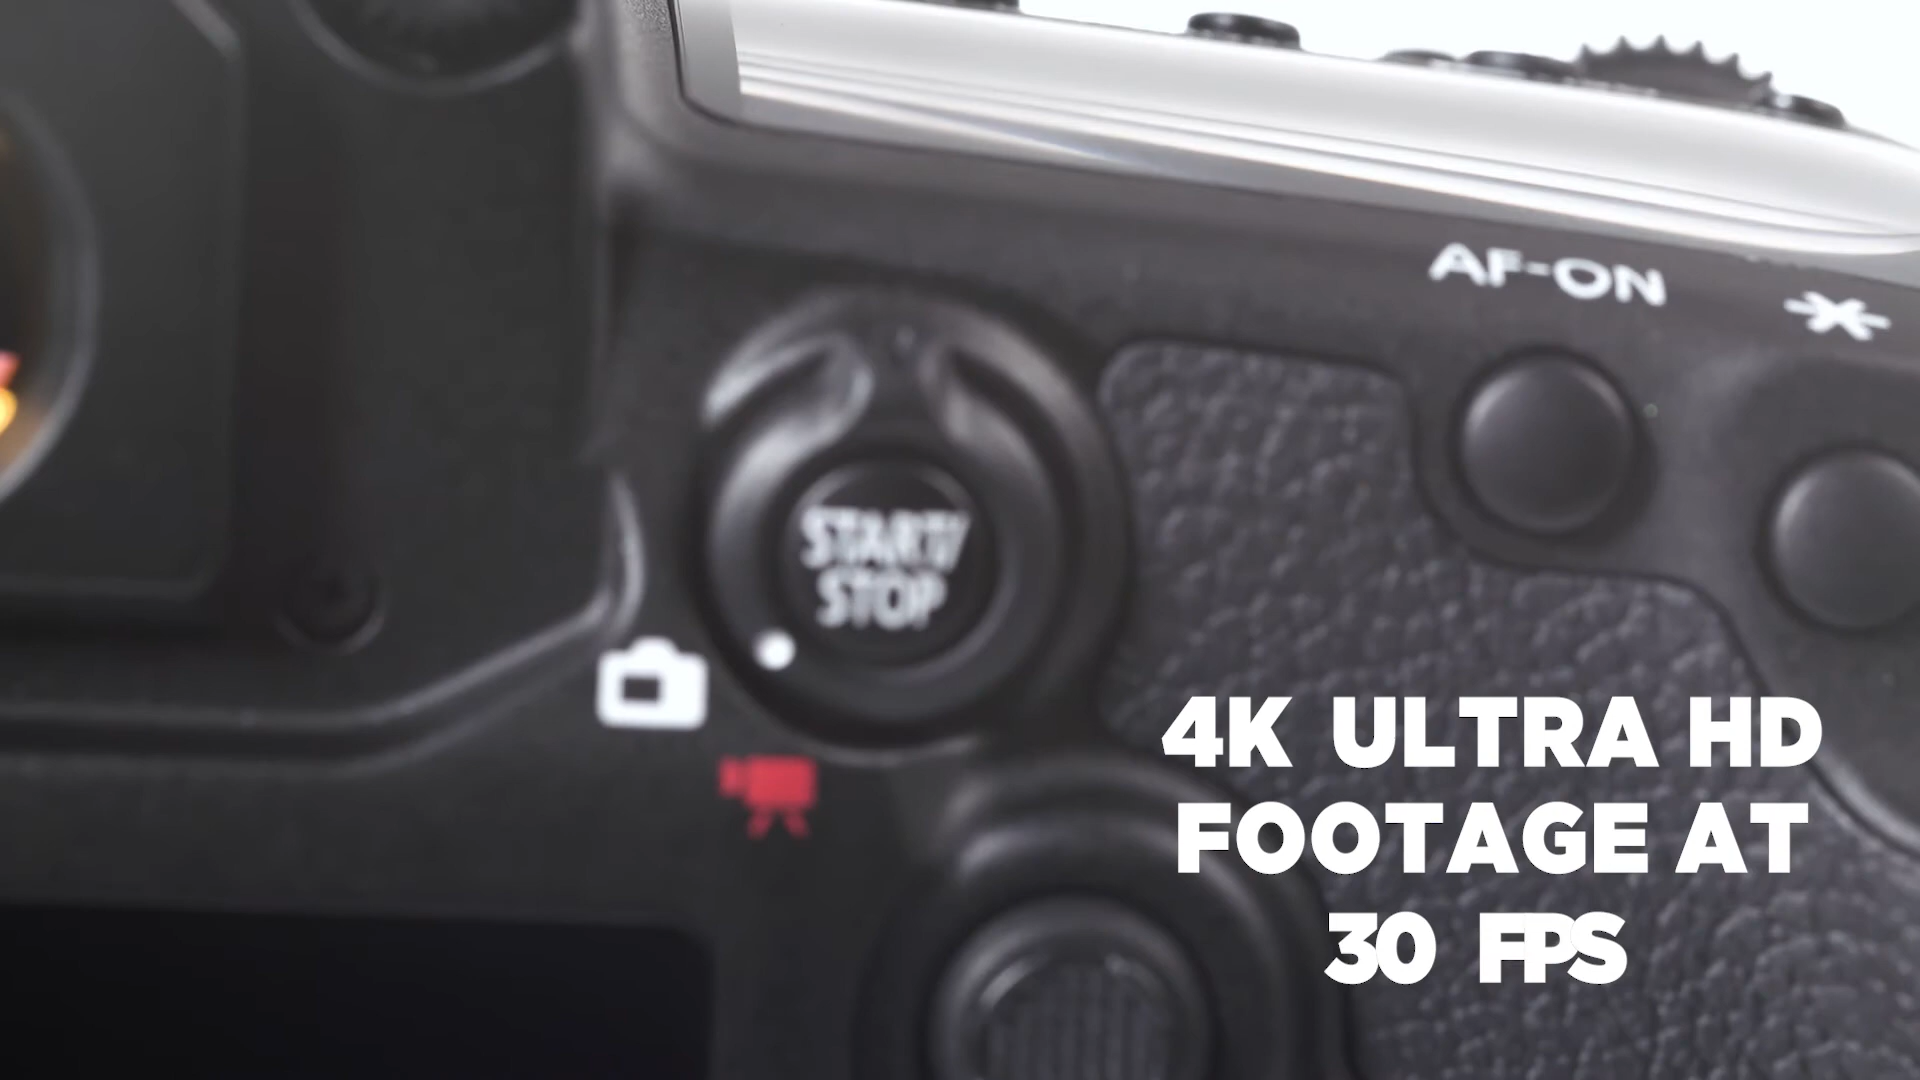 AF-ON
START/
STOP
4K ULTRA HD
FOOTAGE AT
30 FPS